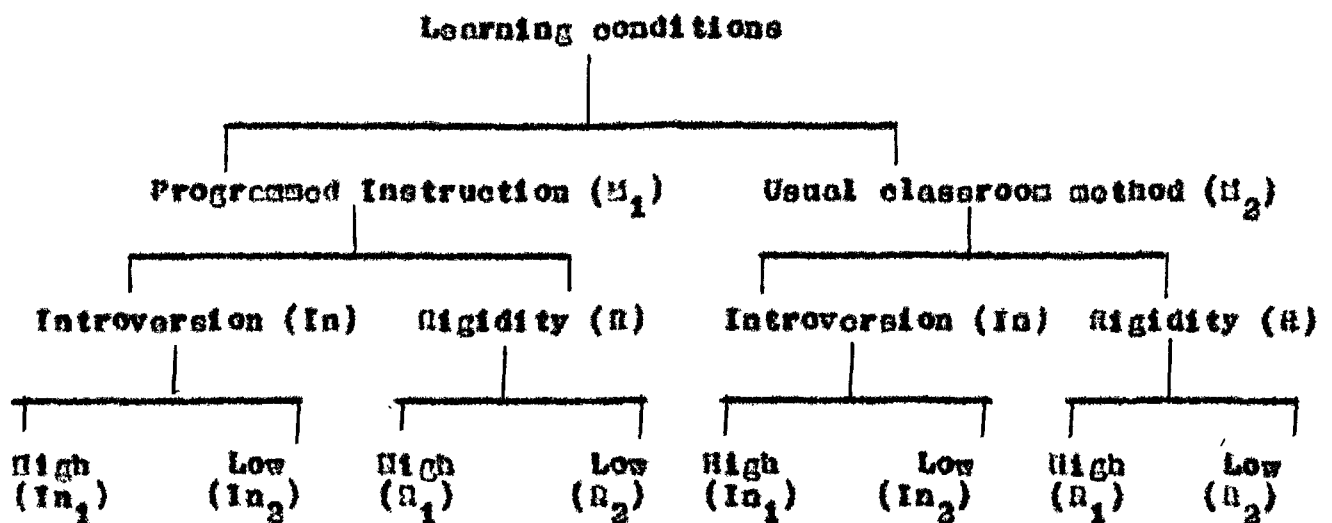 Learning conditions
Programed Instruction (M₁) Usual classroom method (M₂)
Introversion (In) Rigidity (R) Introversion (In) Rigidity (R)
High Low High Low High Low High Low
(In₁) (In₂) (R₁) (R₂) (In₁) (In₂) (R₁) (R₂)